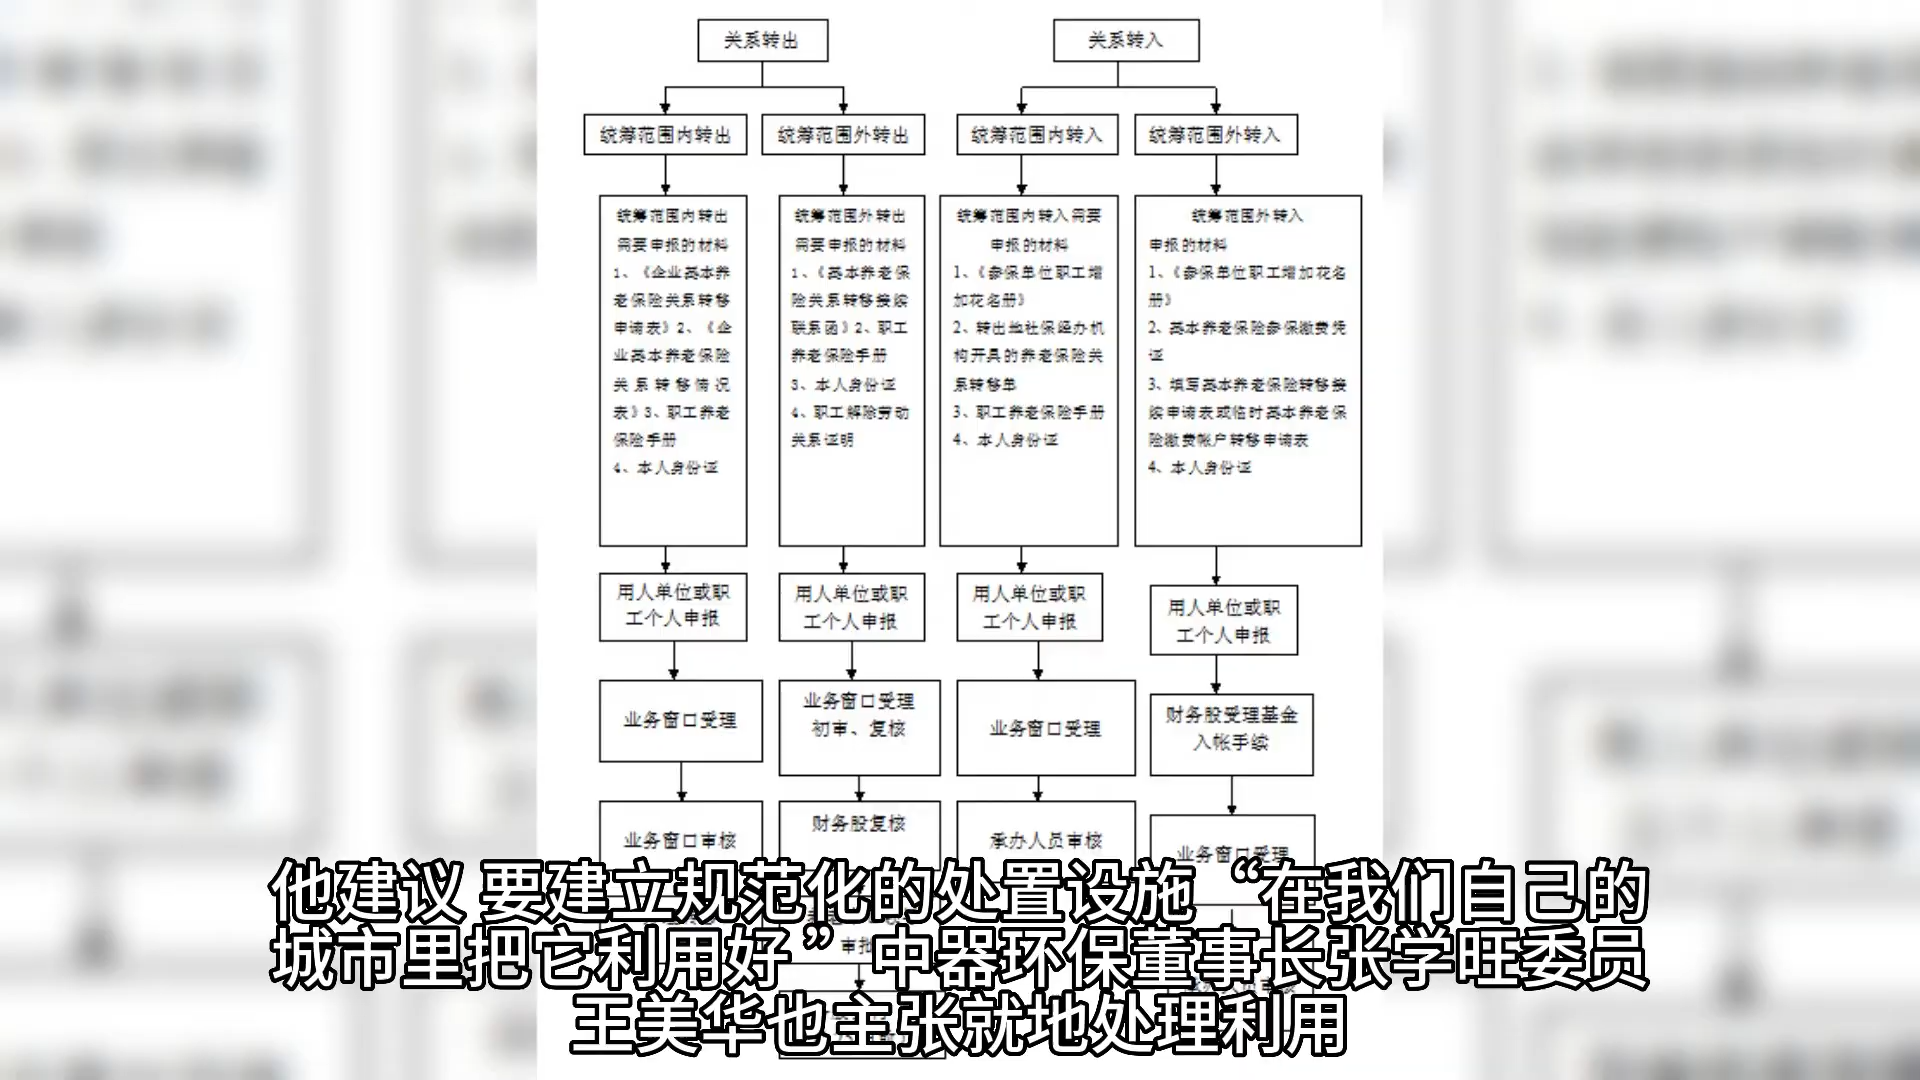 关系转出
关系转入
统筹范围内转出
统筹范围外转出
统筹范围内转入
统筹范围外转入
统筹范围内转出
需要申报的材料
1、《企业基本养
老保险关系转移
申请表》2、《企
业基本养老保险
关系转移情况
表》3、职工养老
保险手册
4、本人身份证
统筹范围外转出
需要申报的材料
1、《基本养老保
险关系转移接续
联系函》2、职工
养老保险手册
3、本人身份证
4、职工解除劳动
关系证明
统筹范围内转入需要
申报的材料
1、《参保单位职工增
加花名册》
2、转出地社保经办机
构开具的养老保险关
系转移单
3、职工养老保险手册
4、本人身份证
统筹范围外转入
申报的材料
1、《参保单位职工增加花名
册》
2、基本养老保险参保缴费凭
证
3、填写基本养老保险转移接
续申请表或临时基本养老保
险缴费帐户转移申请表
4、本人身份证
用人单位或职
工个人申报
用人单位或职
工个人申报
用人单位或职
工个人申报
用人单位或职
工个人申报
业务窗口受理
业务窗口受理
初审、复核
业务窗口受理
财务股受理基金
入帐手续
业务窗口审核
财务股复核
承办人员审核
业务窗口受理
他建议 要建立规范化的处置设施 “在我们自己的
城市里把它利用好 ” 中器环保董事长张学旺委员
王美华也主张就地处理利用